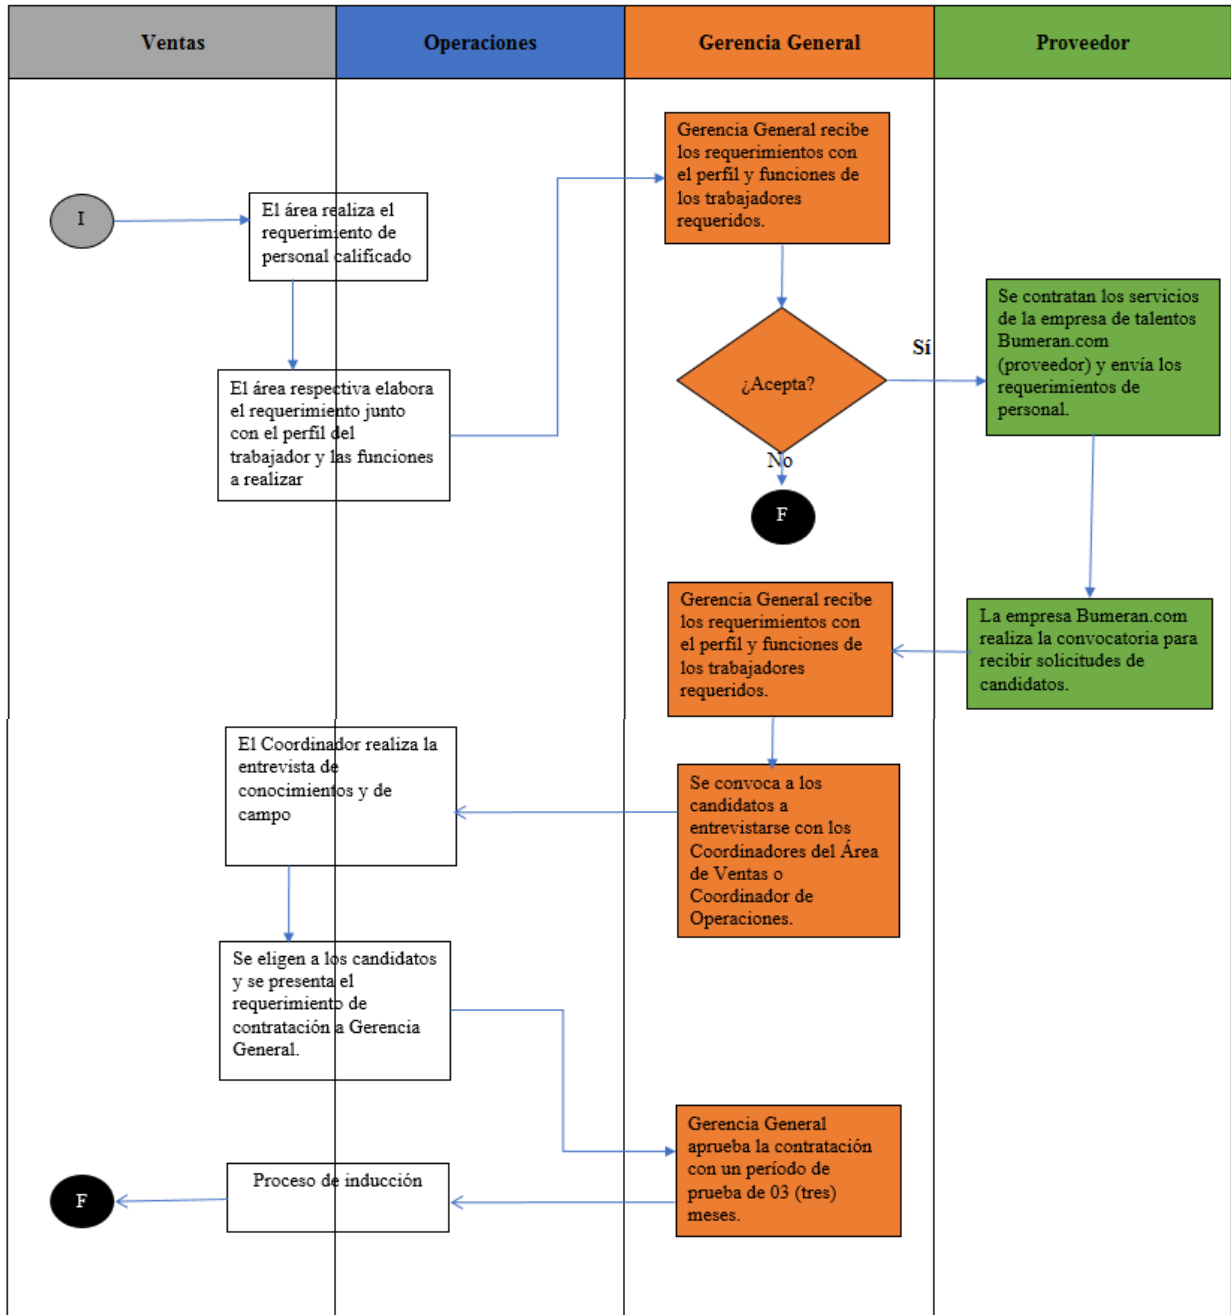 Ventas
Operaciones
Gerencia General
Proveedor
I
El área realiza el
requerimiento de
personal calificado
El área respectiva elabora
el requerimiento junto
con el perfil del
trabajador y las funciones
a realizar
Gerencia General recibe
los requerimientos con
el perfil y funciones de
los trabajadores
requeridos.
¿Acepta?
Sí
No
F
Se contratan los servicios
de la empresa de talentos
Bumeran.com
(proveedor) y envía los
requerimientos de
personal.
La empresa Bumeran.com
realiza la convocatoria para
recibir solicitudes de
candidatos.
Gerencia General recibe
los requerimientos con
el perfil y funciones de
los trabajadores
requeridos.
Se convoca a los
candidatos a
entrevistarse con los
Coordinadores del Área
de Ventas o
Coordinador de
Operaciones.
El Coordinador realiza la
entrevista de
conocimientos y de
campo
Se eligen a los candidatos
y se presenta el
requerimiento de
contratación a Gerencia
General.
Gerencia General
aprueba la contratación
con un período de
prueba de 03 (tres)
meses.
Proceso de inducción
F